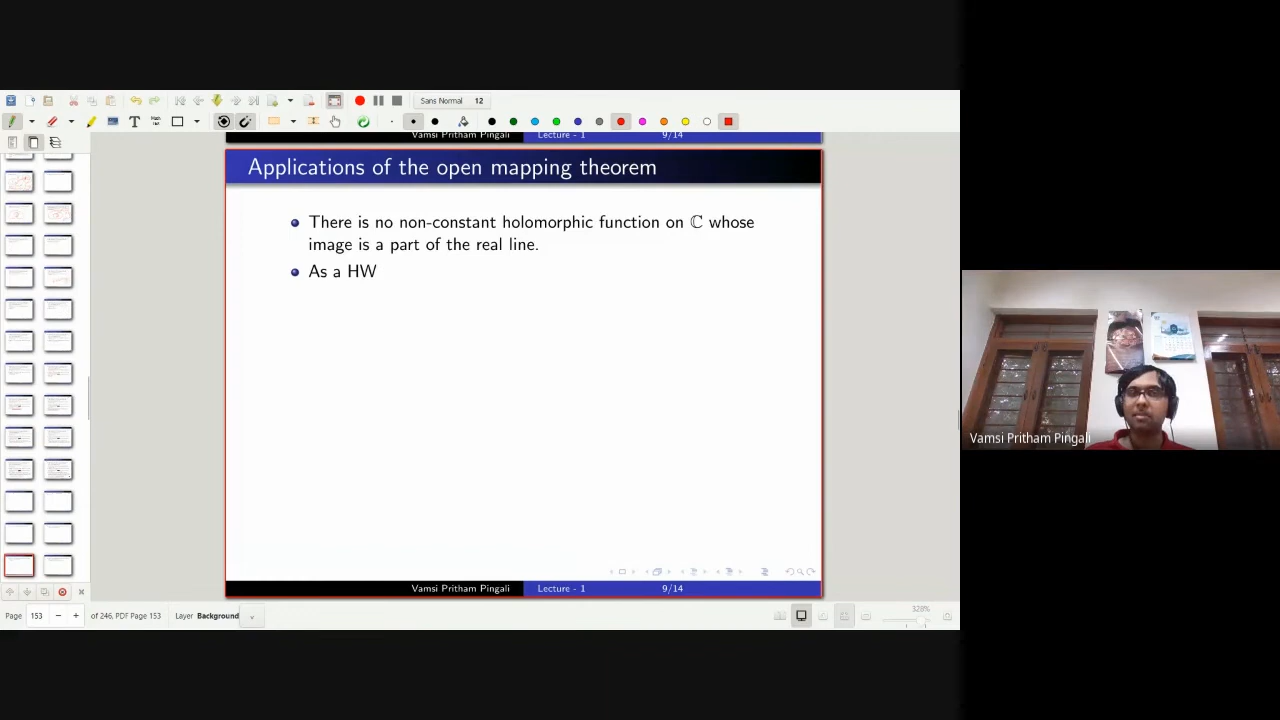 Sans Normal 12
Vamsi Pritham Pingali Lecture - 1 9/14
Applications of the open mapping theorem
There is no non-constant holomorphic function on ℂ whose
image is a part of the real line.
As a HW
Vamsi Pritham Pingali
Vamsi Pritham Pingali Lecture - 1 9/14
Page 153 of 246, PDF Page 153 Layer Background
328%